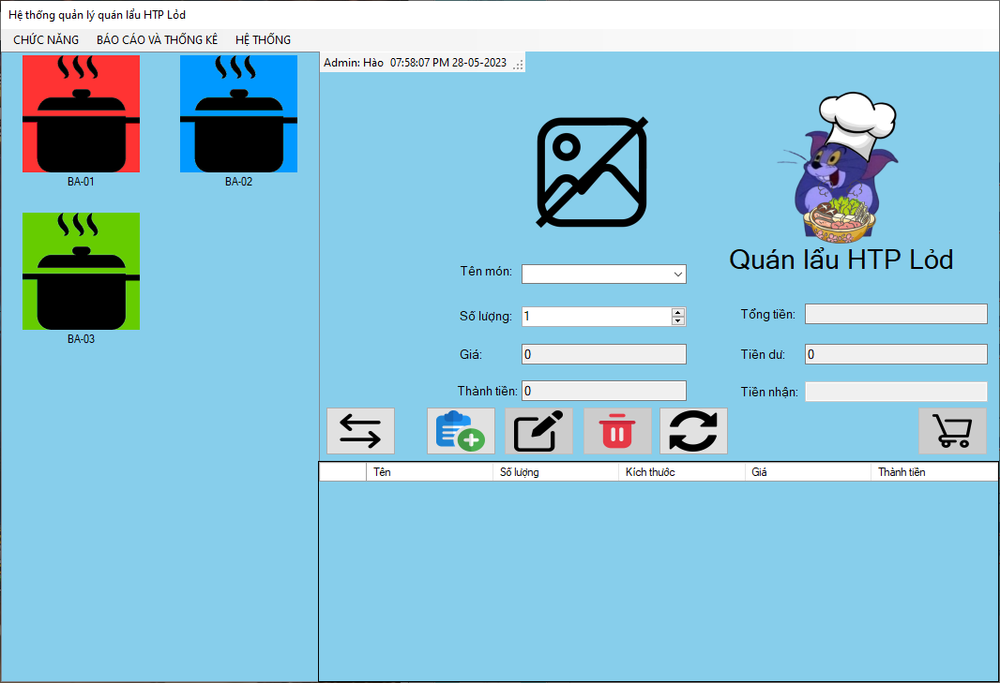 Hệ thống quản lý quán lẩu HTP Lỏd
CHỨC NĂNG BÁO CÁO VÀ THỐNG KÊ HỆ THỐNG
Admin: Hào 07:58:07 PM 28-05-2023
BA-01 BA-02
BA-03
Quán lẩu HTP Lỏd
Tên món:
Số lượng: 1
Giá: 0
Thành tiền: 0
Tổng tiền:
Tiền dư: 0
Tiền nhận:
Tên Số lượng Kích thước Giá Thành tiền